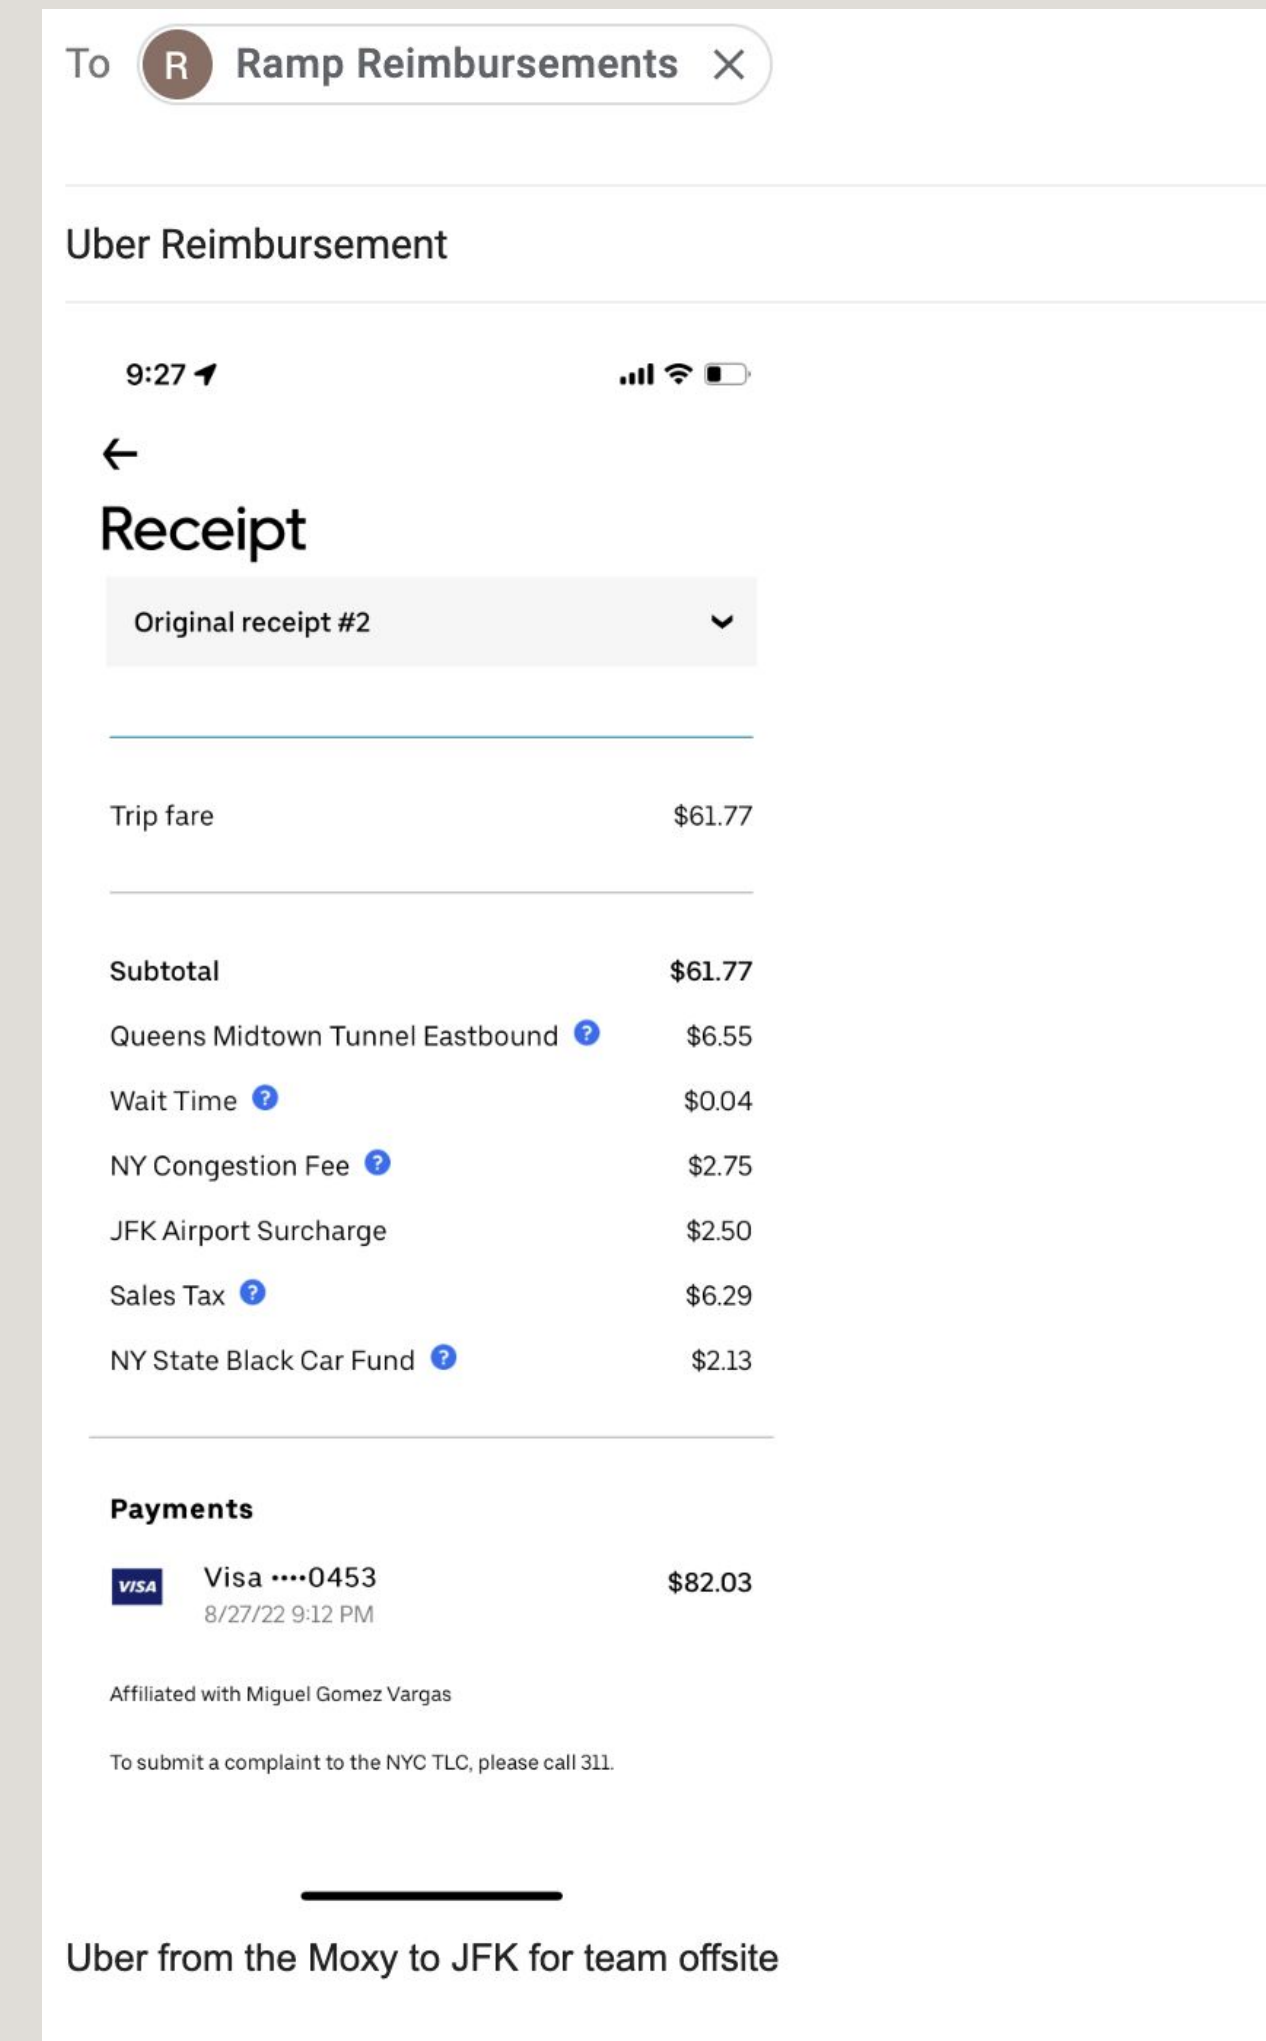 To R Ramp Reimbursements ×
Uber Reimbursement
9:27
←
Receipt
Original receipt #2
Trip fare $61.77
Subtotal $61.77
Queens Midtown Tunnel Eastbound ? $6.55
Wait Time ? $0.04
NY Congestion Fee ? $2.75
JFK Airport Surcharge $2.50
Sales Tax ? $6.29
NY State Black Car Fund ? $2.13
Payments
VISA Visa ••••0453 $82.03
8/27/22 9:12 PM
Affiliated with Miguel Gomez Vargas
To submit a complaint to the NYC TLC, please call 311.
Uber from the Moxy to JFK for team offsite